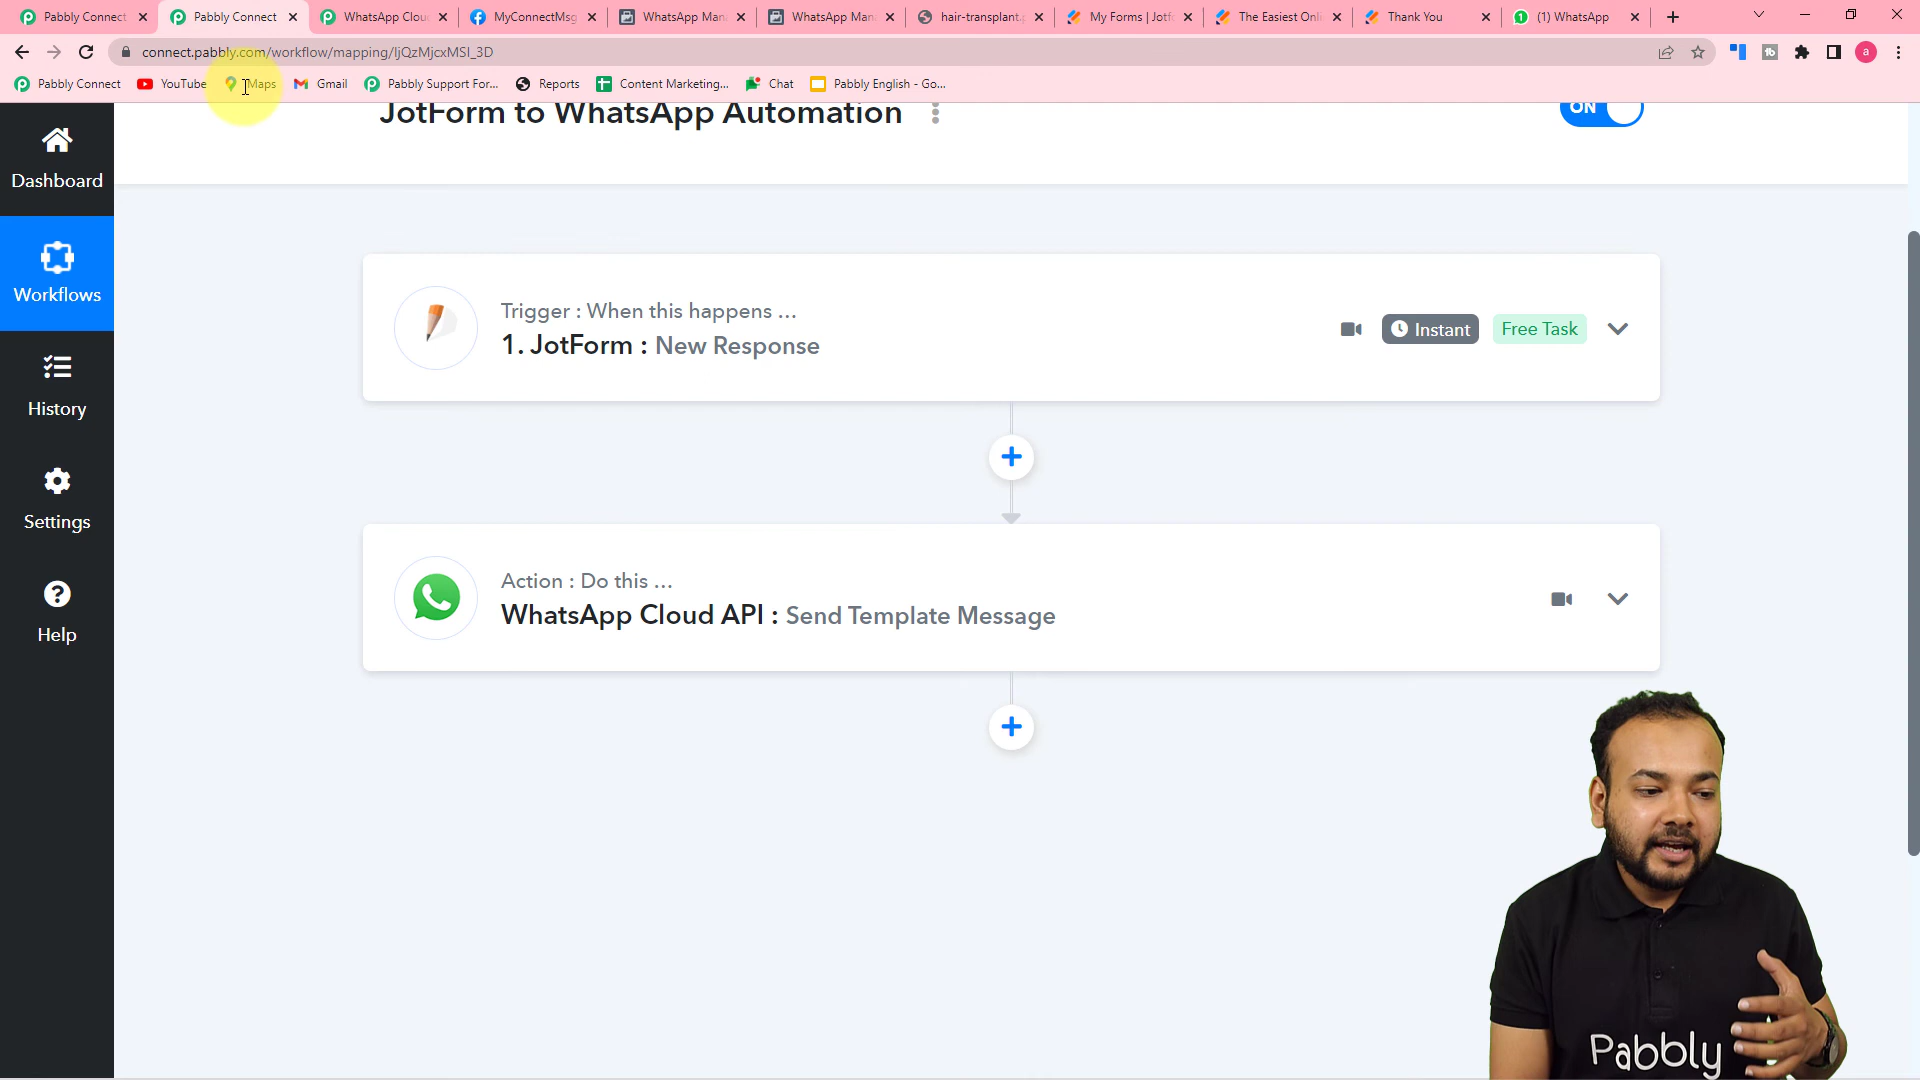 Pabbly Connect
Pabbly Connect
WhatsApp Clou
MyConnectMsg
WhatsApp Man
WhatsApp Man
hair-transplant.p
My Forms | Jotf
The Easiest Onli
Thank You
(1) WhatsApp
connect.pabbly.com/workflow/mapping/IjQzMjcxMSI_3D
Pabbly Connect
YouTube
Maps
Gmail
Pabbly Support For...
Reports
Content Marketing...
Chat
Pabbly English - Go...
JotForm to WhatsApp Automation
ON
Dashboard
Workflows
History
Settings
Help
Trigger : When this happens ...
1. JotForm : New Response
Instant
Free Task
Action : Do this ...
WhatsApp Cloud API : Send Template Message
Pabbly